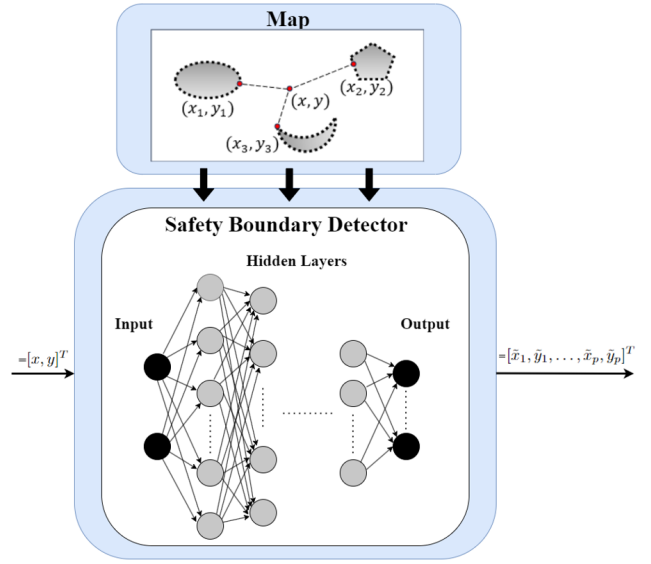 Map
(x₁, y₁)
(x, y)
(x₂, y₂)
(x₃, y₃)
Safety Boundary Detector
Hidden Layers
Input
Output
=[x, y]ᵀ
=[x̃₁, ỹ₁, . . . , x̃ₚ, ỹₚ]ᵀ